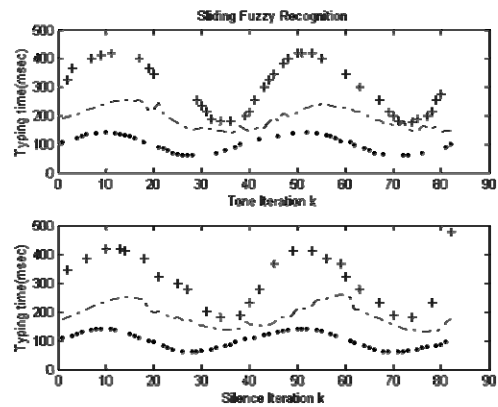 Sliding Fuzzy Recognition
500
400
300
200
100
0
Typing time(msec)
0 10 20 30 40 50 60 70 80 90
Tone Iteration k
500
400
300
200
100
0
Typing time(msec)
0 10 20 30 40 50 60 70 80 90
Silence Iteration k